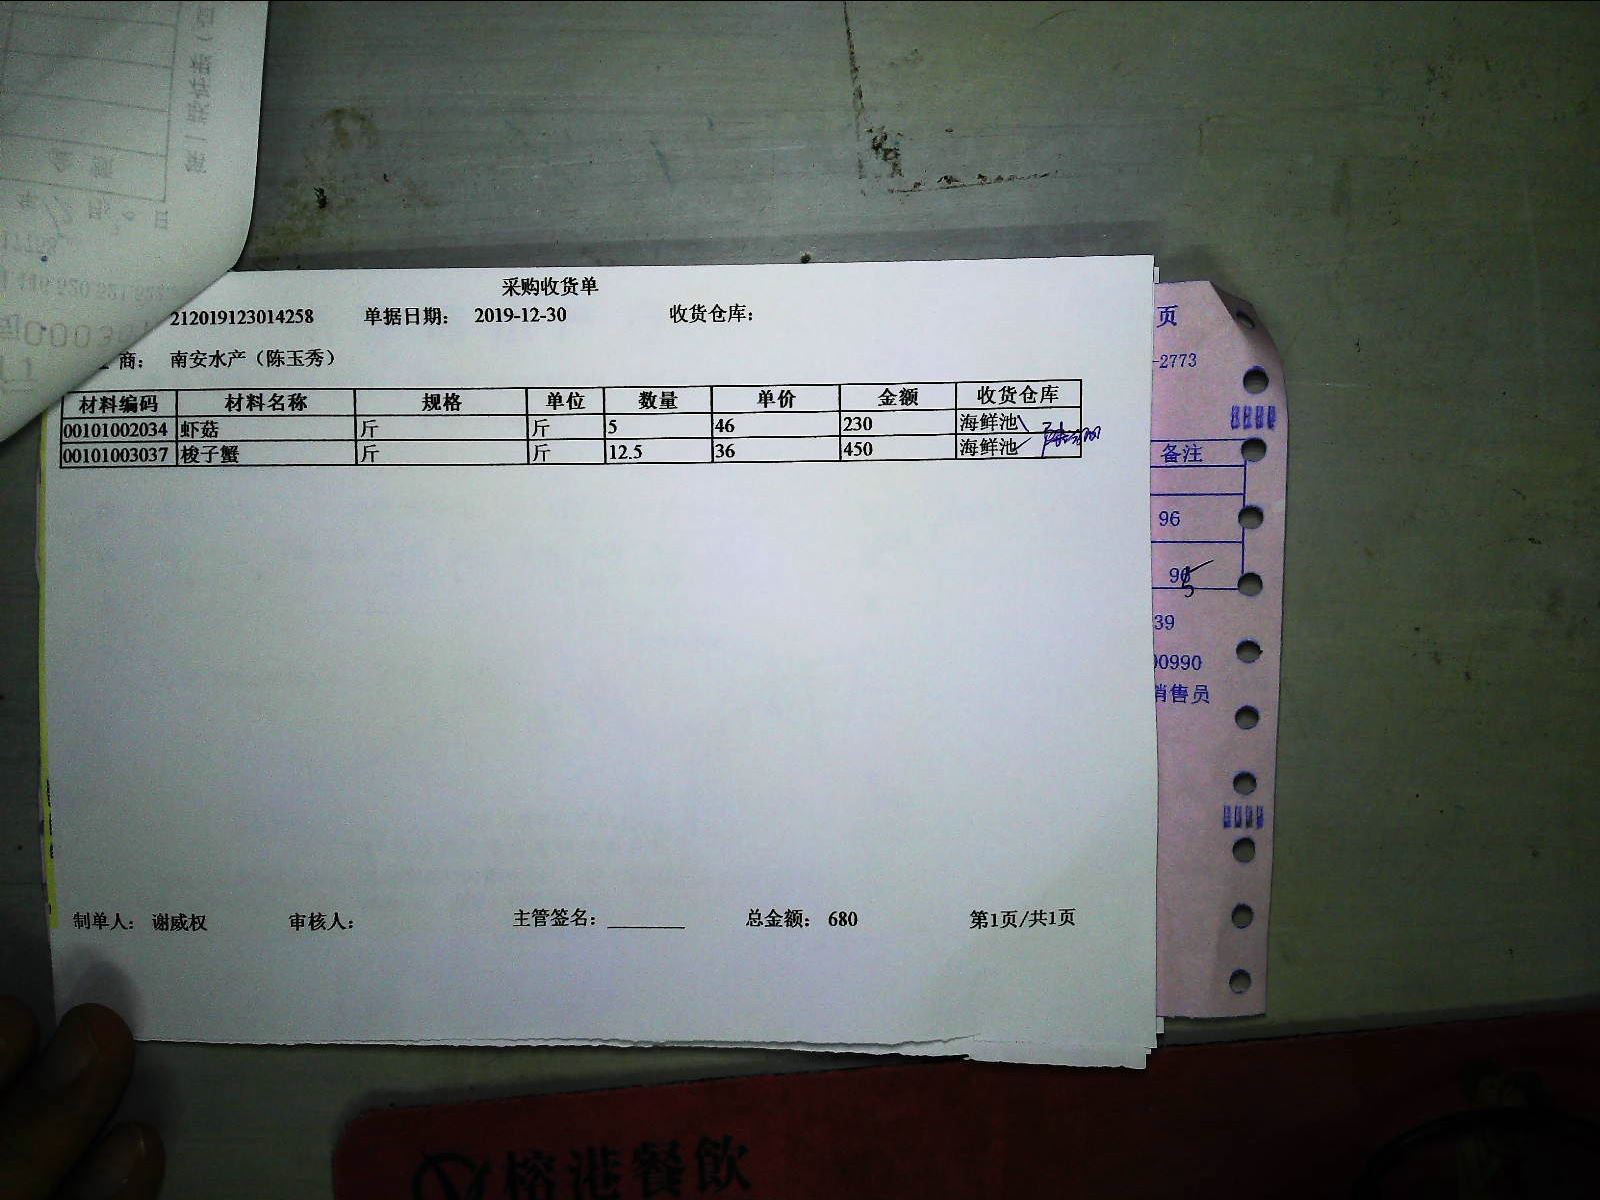 采购收货单
212019123014258 单据日期： 2019-12-30 收货仓库：
商： 南安水产（陈玉秀）
材料编码 材料名称 规格 单位 数量 单价 金额 收货仓库
00101002034 虾菇 斤 斤 5 46 230 海鲜池
00101003037 梭子蟹 斤 斤 12.5 36 450 海鲜池
制单人： 谢威权 审核人： 主管签名： 总金额： 680 第1页/共1页
页
-2773
备注
96
39
00990
销售员
榕港餐飲